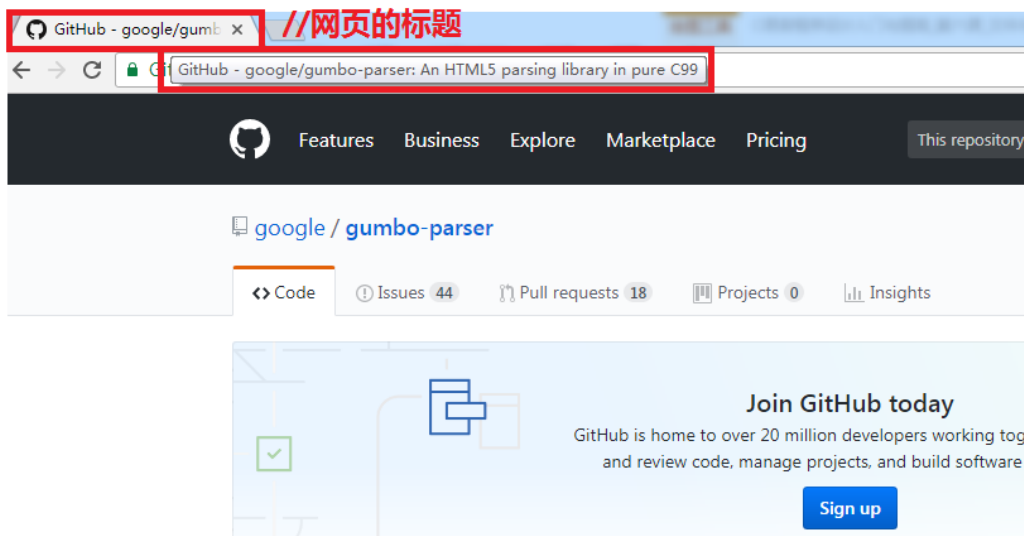 GitHub - google/gumb
//网页的标题
GitHub - google/gumbo-parser: An HTML5 parsing library in pure C99
Features Business Explore Marketplace Pricing This repository
google / gumbo-parser
Code Issues 44 Pull requests 18 Projects 0 Insights
Join GitHub today
GitHub is home to over 20 million developers working tog
and review code, manage projects, and build software
Sign up